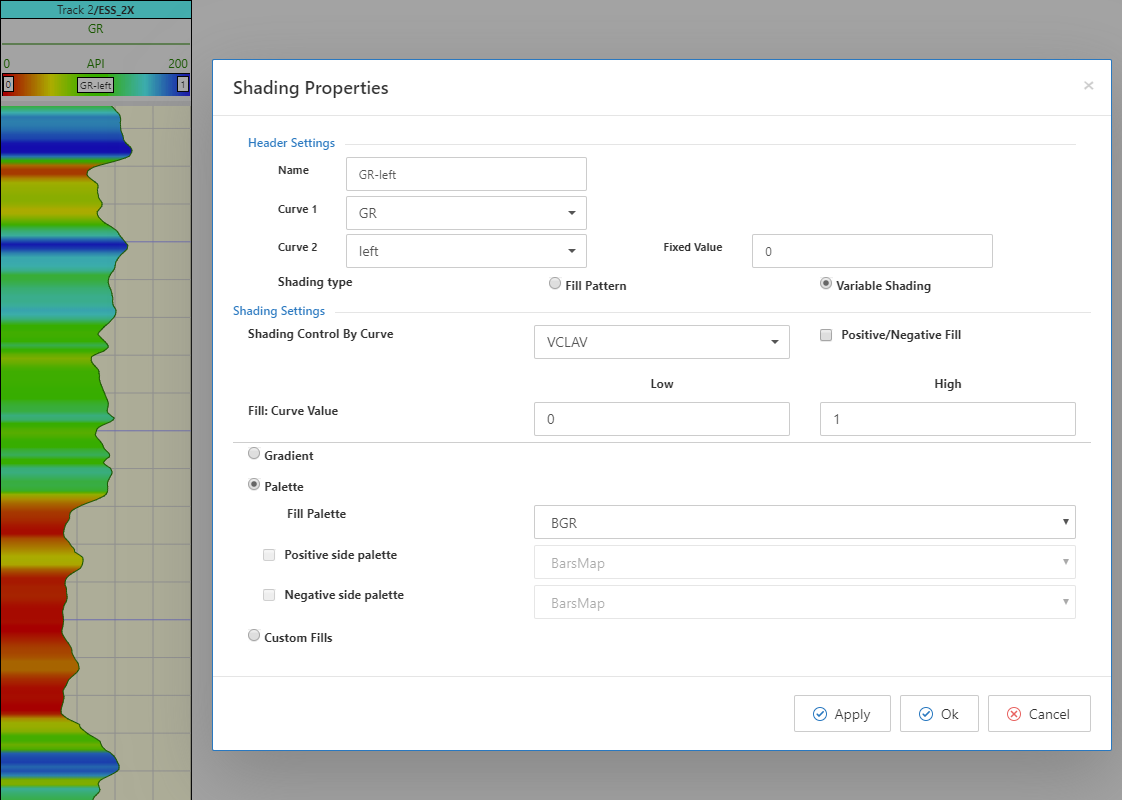 Track 2/ESS_2X
GR
0 API 200
0 GR-left 1
Shading Properties ×
Header Settings
Name GR-left
Curve 1 GR
Curve 2 left Fixed Value 0
Shading type Fill Pattern Variable Shading
Shading Settings
Shading Control By Curve VCLAV Positive/Negative Fill
Low High
Fill: Curve Value 0 1
Gradient
Palette
Fill Palette BGR
Positive side palette BarsMap
Negative side palette BarsMap
Custom Fills
Apply Ok Cancel